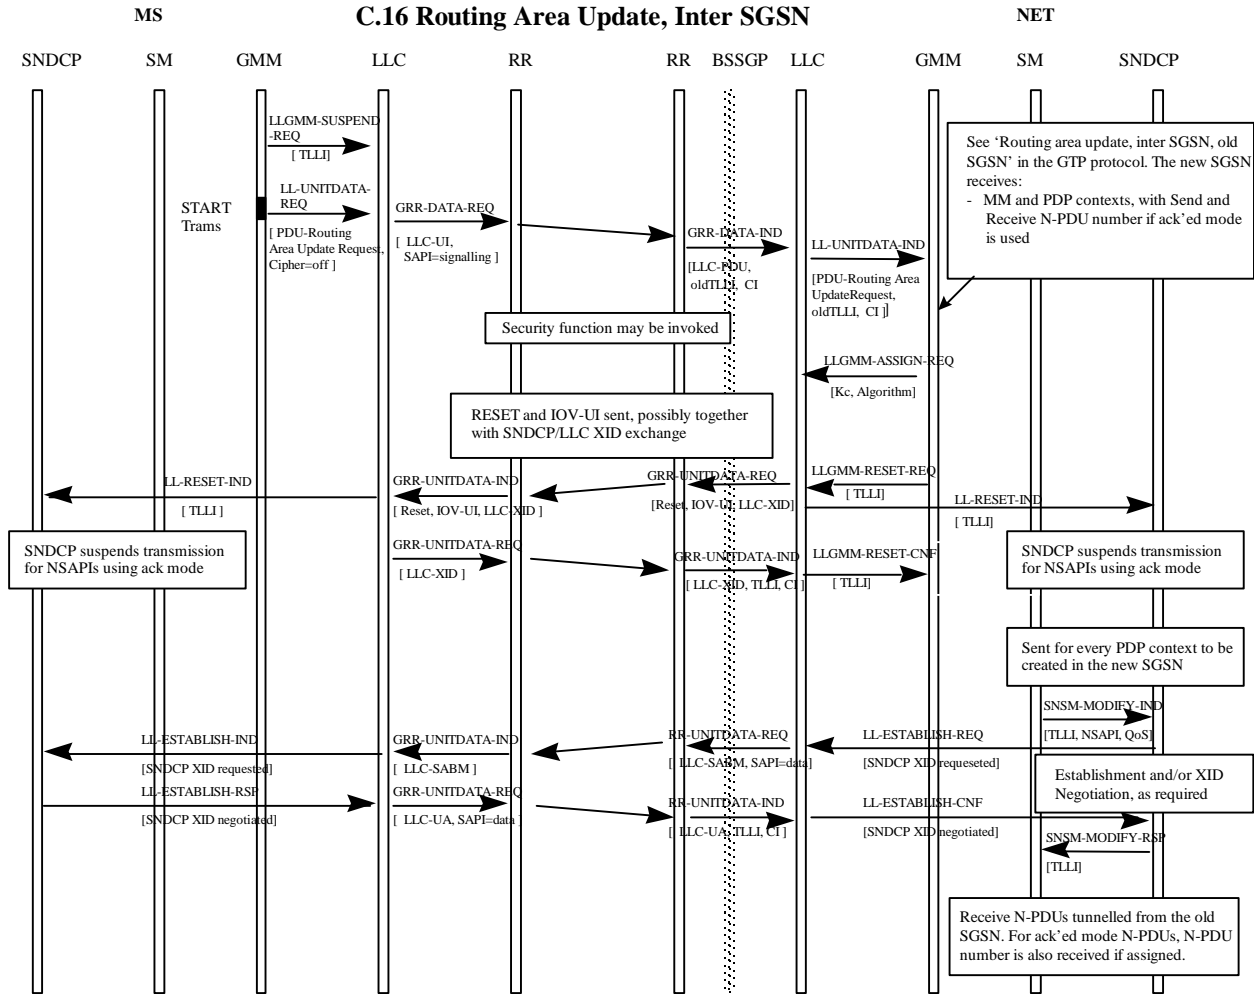 MS
C.16 Routing Area Update, Inter SGSN
NET
SNDCP SM GMM LLC RR RR BSSGP LLC GMM SM SNDCP
LLGMM-SUSPEND
-REQ
[ TLLI]
See ‘Routing area update, inter SGSN, old
SGSN’ in the GTP protocol. The new SGSN
receives:
- MM and PDP contexts, with Send and
Receive N-PDU number if ack’ed mode
is used
START
Trams
LL-UNITDATA-
REQ
[ PDU-Routing
Area Update Request,
Cipher=off ]
GRR-DATA-REQ
[ LLC-UI,
SAPI=signalling ]
GRR-DATA-IND
[LLC-PDU,
oldTLLI, CI
LL-UNITDATA-IND
[PDU-Routing Area
UpdateRequest,
oldTLLI, CI ]
Security function may be invoked
LLGMM-ASSIGN-REQ
[Kc, Algorithm]
RESET and IOV-UI sent, possibly together
with SNDCP/LLC XID exchange
LLGMM-RESET-REQ
[ TLLI]
GRR-UNITDATA-REQ
[Reset, IOV-UI, LLC-XID]
GRR-UNITDATA-IND
[ Reset, IOV-UI, LLC-XID ]
LL-RESET-IND
[ TLLI ]
LL-RESET-IND
[TLLI]
SNDCP suspends transmission
for NSAPIs using ack mode
GRR-UNITDATA-REQ
[ LLC-XID ]
GRR-UNITDATA-IND
[ LLC-XID, TLLI, CI ]
LLGMM-RESET-CNF
[ TLLI]
SNDCP suspends transmission
for NSAPIs using ack mode
Sent for every PDP context to be
created in the new SGSN
SNSM-MODIFY-IND
[TLLI, NSAPI, QoS]
LL-ESTABLISH-REQ
[SNDCP XID requeseted]
RR-UNITDATA-REQ
[ LLC-SABM, SAPI=data]
GRR-UNITDATA-IND
[ LLC-SABM ]
LL-ESTABLISH-IND
[SNDCP XID requested]
Establishment and/or XID
Negotiation, as required
LL-ESTABLISH-RSP
[SNDCP XID negotiated]
GRR-UNITDATA-REQ
[ LLC-UA, SAPI=data ]
RR-UNITDATA-IND
[ LLC-UA, TLLI, CI ]
LL-ESTABLISH-CNF
[SNDCP XID negotiated]
SNSM-MODIFY-RSP
[TLLI]
Receive N-PDUs tunnelled from the old
SGSN. For ack’ed mode N-PDUs, N-PDU
number is also received if assigned.